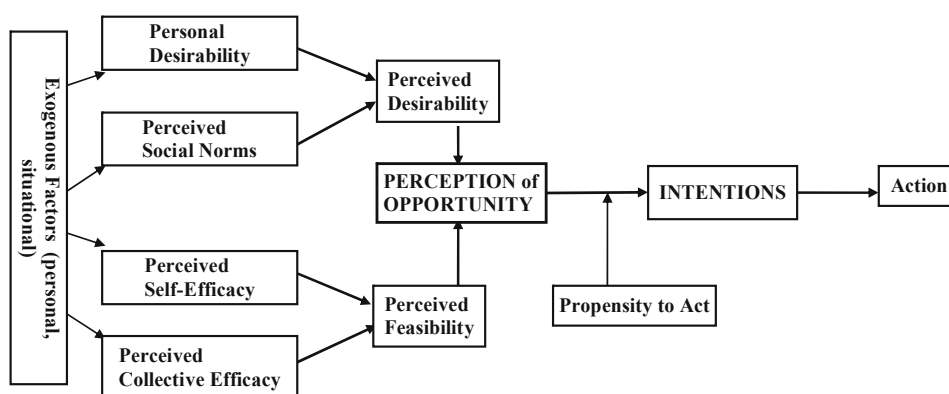 Exogenous Factors (personal,
situational)
Personal
Desirability
Perceived
Social Norms
Perceived
Self-Efficacy
Perceived
Collective Efficacy
Perceived
Desirability
PERCEPTION of
OPPORTUNITY
Perceived
Feasibility
Propensity to Act
INTENTIONS
Action